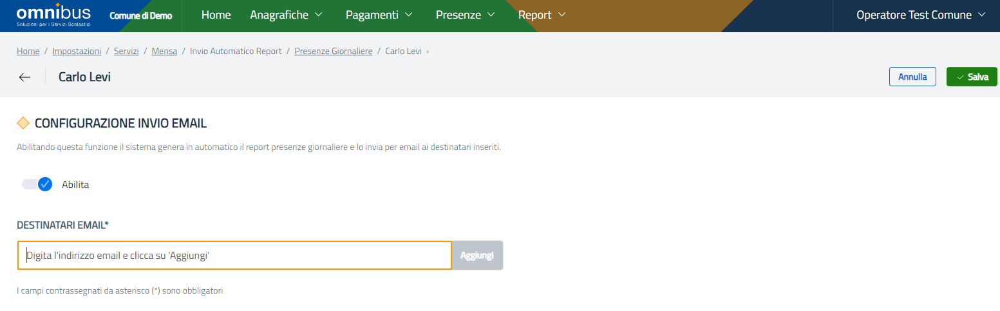 omnibus
Soluzioni per i Servizi Scolastici
Comune di Demo
Home Anagrafiche Pagamenti Presenze Report Operatore Test Comune
Home / Impostazioni / Servizi / Mensa / Invio Automatico Report / Presenze Giornaliere / Carlo Levi ›
← Carlo Levi Annulla ✓ Salva
CONFIGURAZIONE INVIO EMAIL
Abilitando questa funzione il sistema genera in automatico il report presenze giornaliere e lo invia per email ai destinatari inseriti.
Abilita
DESTINATARI EMAIL*
Digita l'indirizzo email e clicca su 'Aggiungi' Aggiungi
I campi contrassegnati da asterisco (*) sono obbligatori